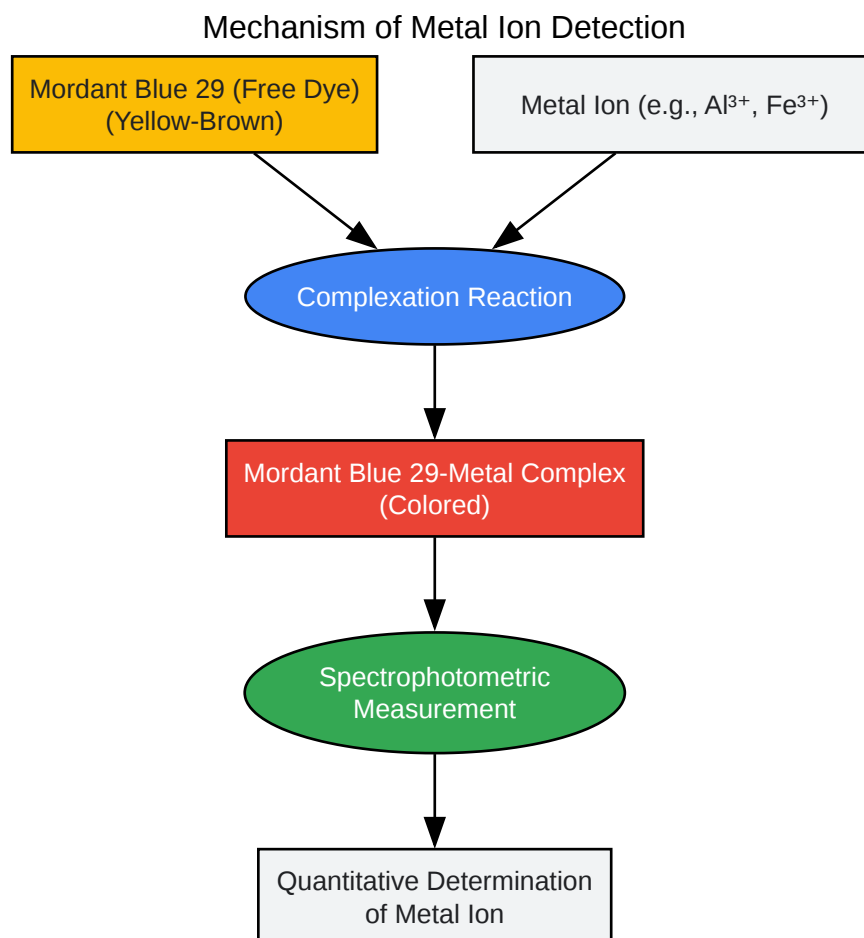 Mechanism of Metal Ion Detection
Mordant Blue 29 (Free Dye)
(Yellow-Brown)
Metal Ion (e.g., Al³⁺, Fe³⁺)
Complexation Reaction
Mordant Blue 29-Metal Complex
(Colored)
Spectrophotometric
Measurement
Quantitative Determination
of Metal Ion